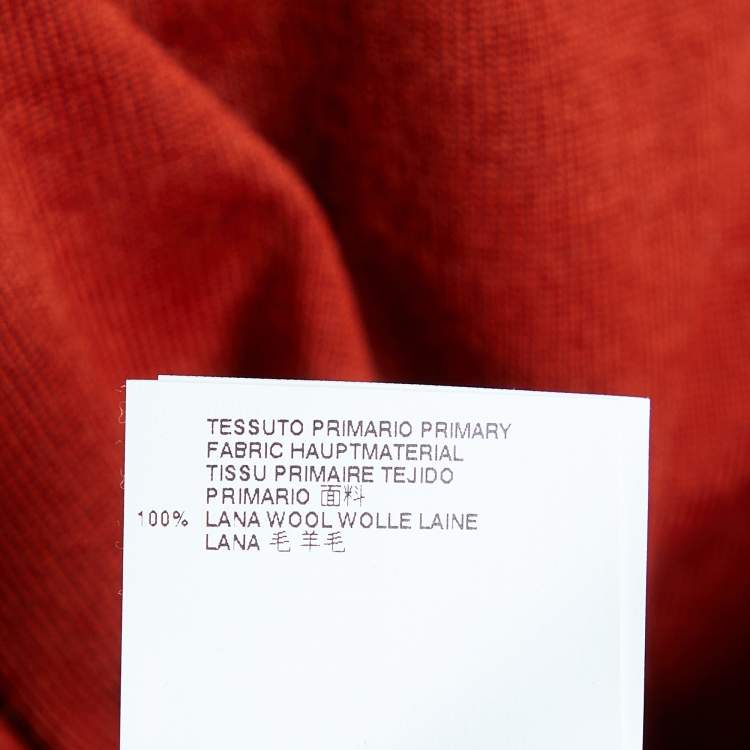 TESSUTO PRIMARIO PRIMARY
FABRIC HAUPTMATERIAL
TISSU PRIMAIRE TEJIDO
PRIMARIO 面料
100% LANA WOOL WOLLE LAINE
LANA 毛 羊毛